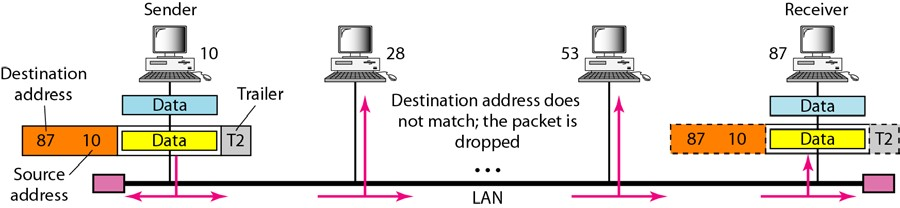 Sender
10
28
53
Receiver
87
Destination
address
Data
Trailer
87 10
Data
T2
Source
address
Destination address does
not match; the packet is
dropped
...
LAN
Data
87 10
Data
T2